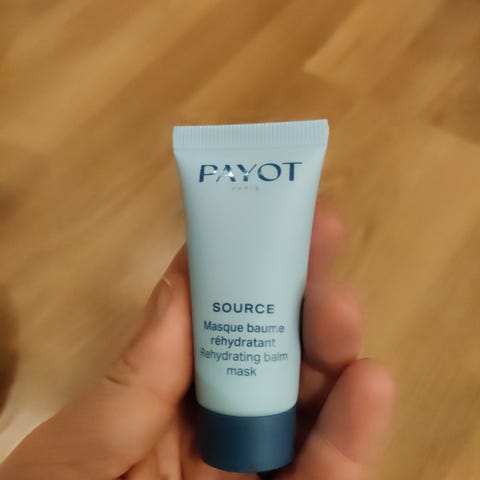 PAYOT
PARIS
SOURCE
Masque baume
réhydratant
Rehydrating balm
mask